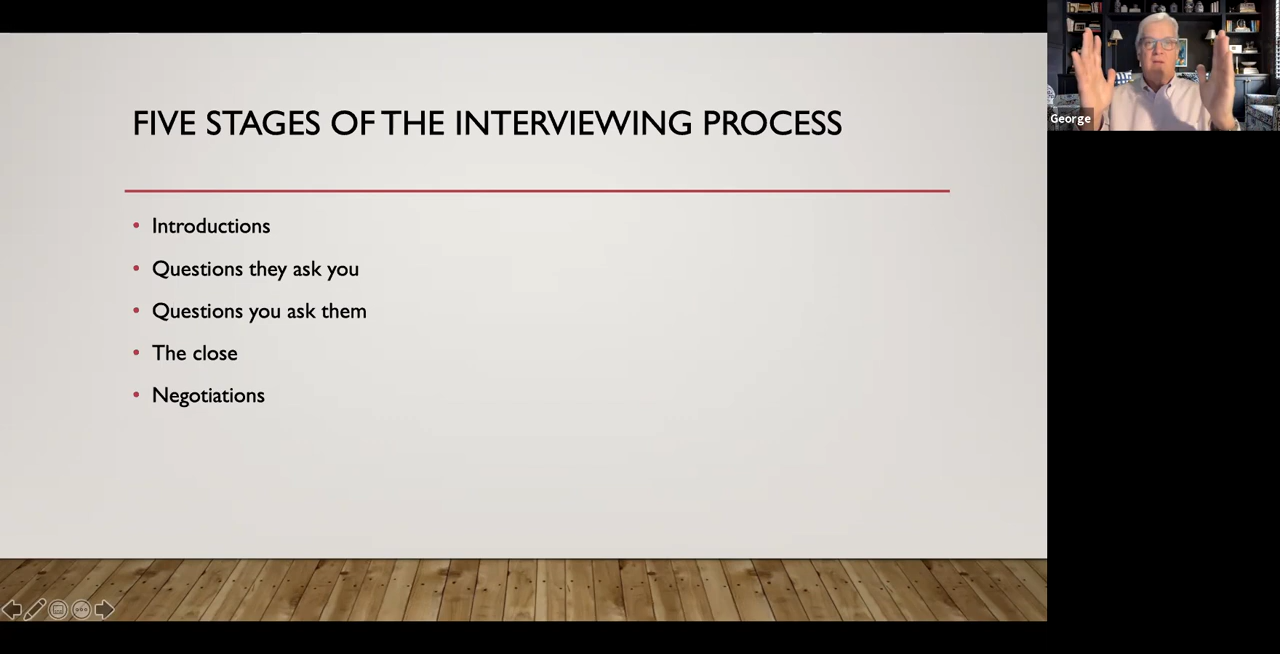 FIVE STAGES OF THE INTERVIEWING PROCESS
Introductions
Questions they ask you
Questions you ask them
The close
Negotiations
George